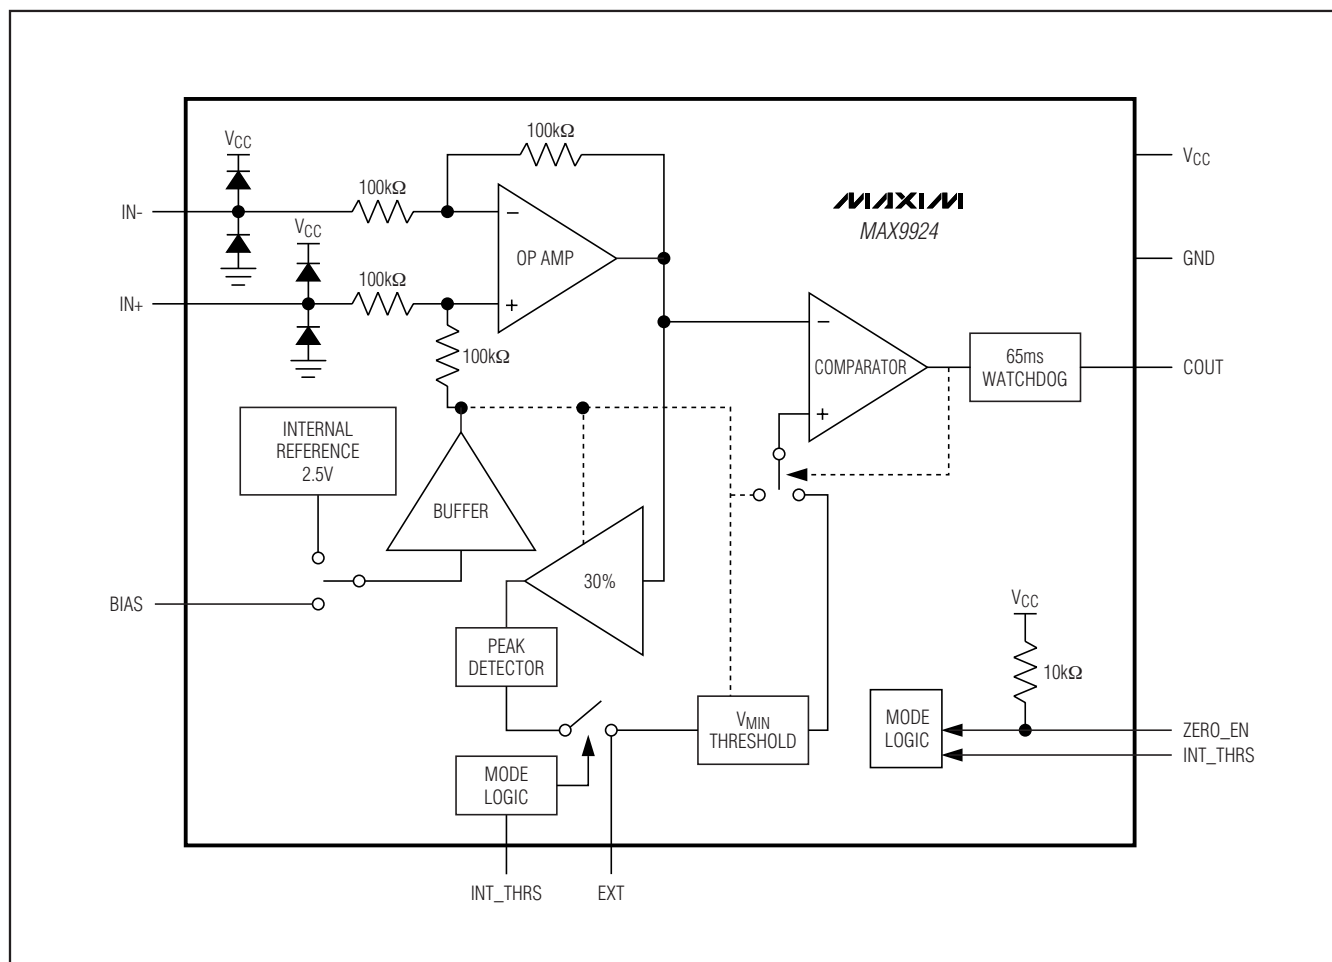 VCC
100kΩ
VCC
MAXIM
MAX9924
100kΩ
IN-
−
VCC
OP AMP
GND
100kΩ
IN+
+
−
100kΩ
COMPARATOR
65ms
WATCHDOG
COUT
+
INTERNAL
REFERENCE
2.5V
BUFFER
30%
BIAS
VCC
PEAK
DETECTOR
10kΩ
VMIN
THRESHOLD
MODE
LOGIC
ZERO_EN
INT_THRS
MODE
LOGIC
INT_THRS
EXT